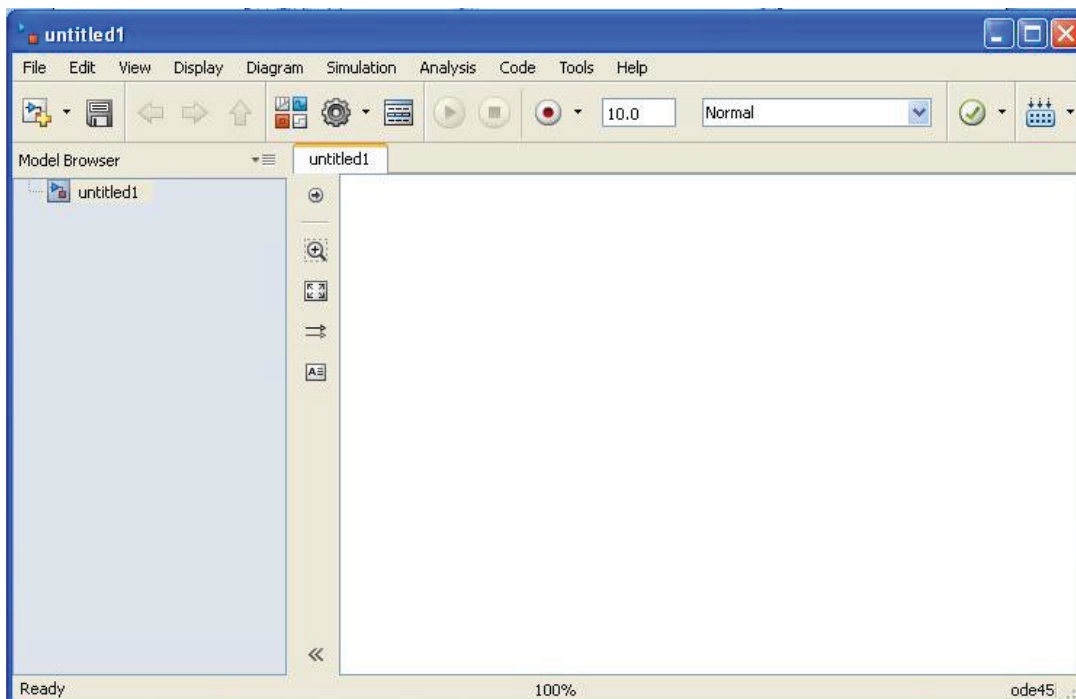 untitled1
File Edit View Display Diagram Simulation Analysis Code Tools Help
10.0 Normal
Model Browser untitled1
untitled1
Ready 100% ode45